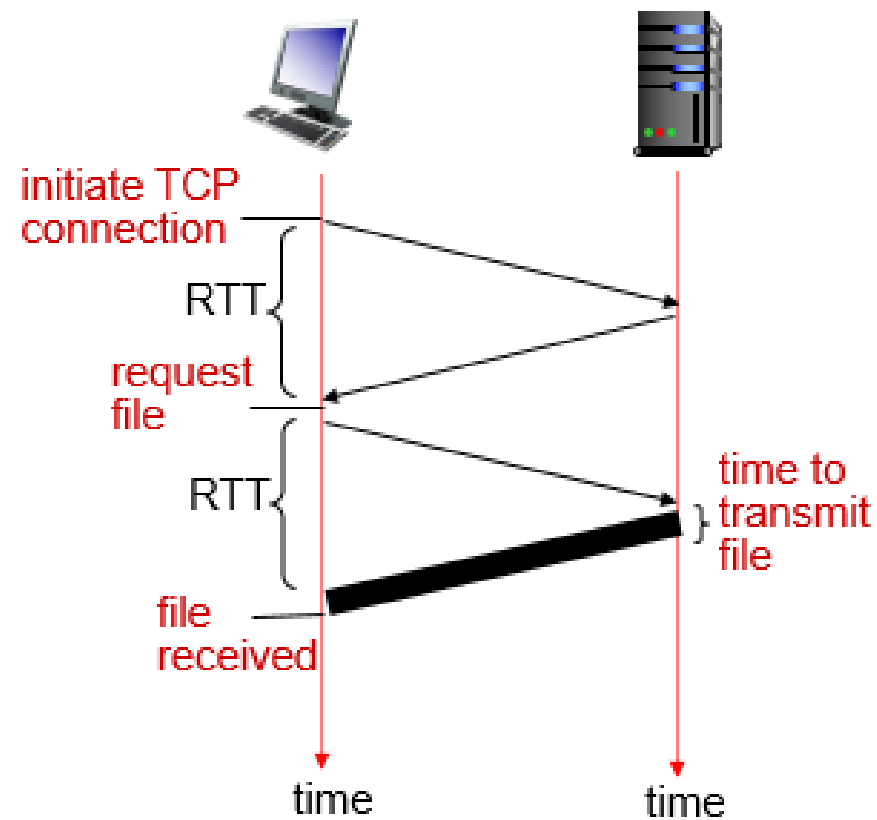 initiate TCP
connection
RTT
request
file
RTT
time to
transmit
file
file
received
time
time